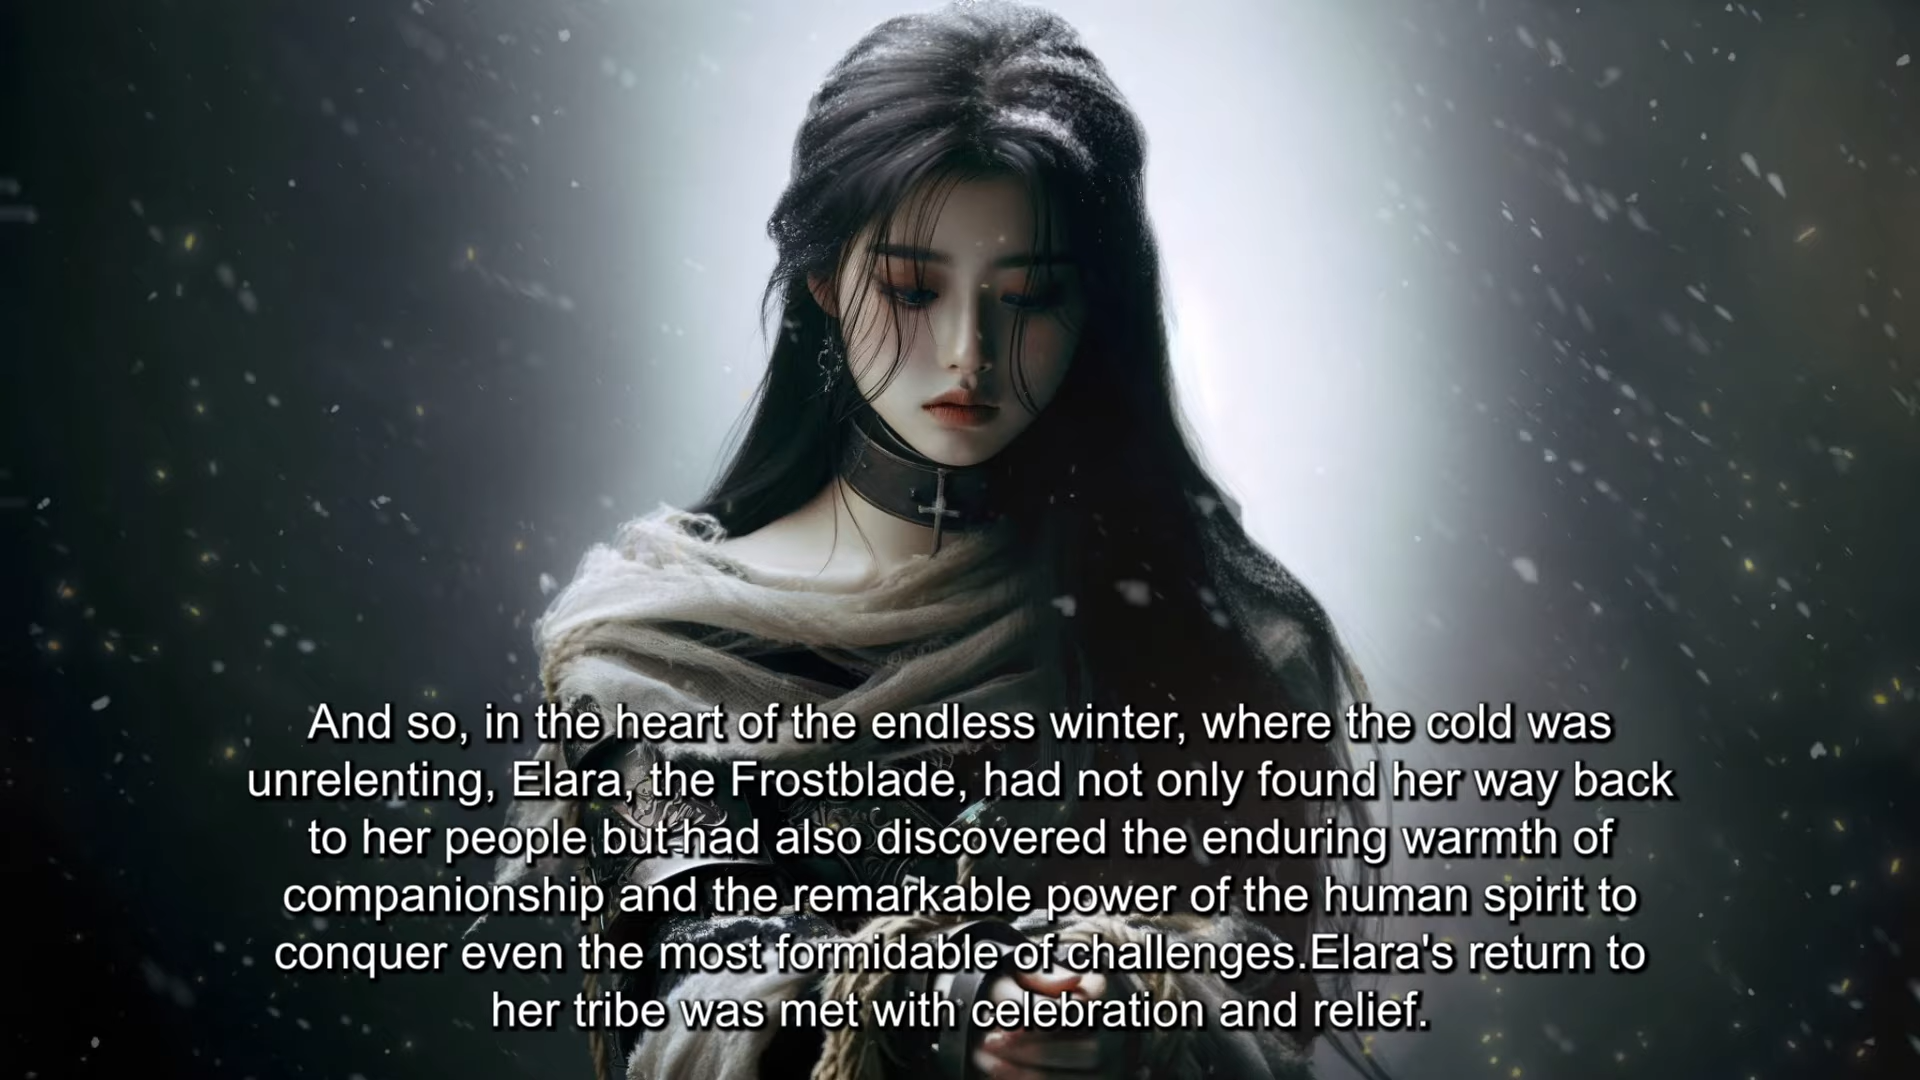 And so, in the heart of the endless winter, where the cold was
unrelenting, Elara, the Frostblade, had not only found her way back
to her people but had also discovered the enduring warmth of
companionship and the remarkable power of the human spirit to
conquer even the most formidable of challenges.Elara's return to
her tribe was met with celebration and relief.